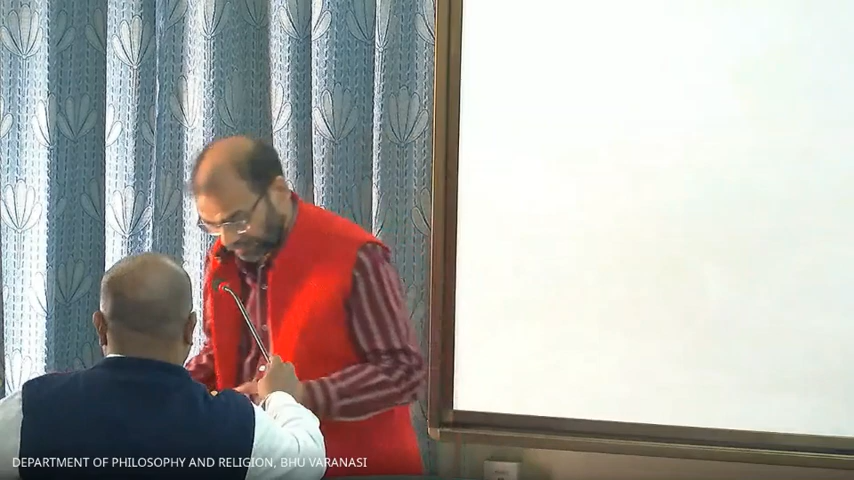 DEPARTMENT OF PHILOSOPHY AND RELIGION, BHU VARANASI